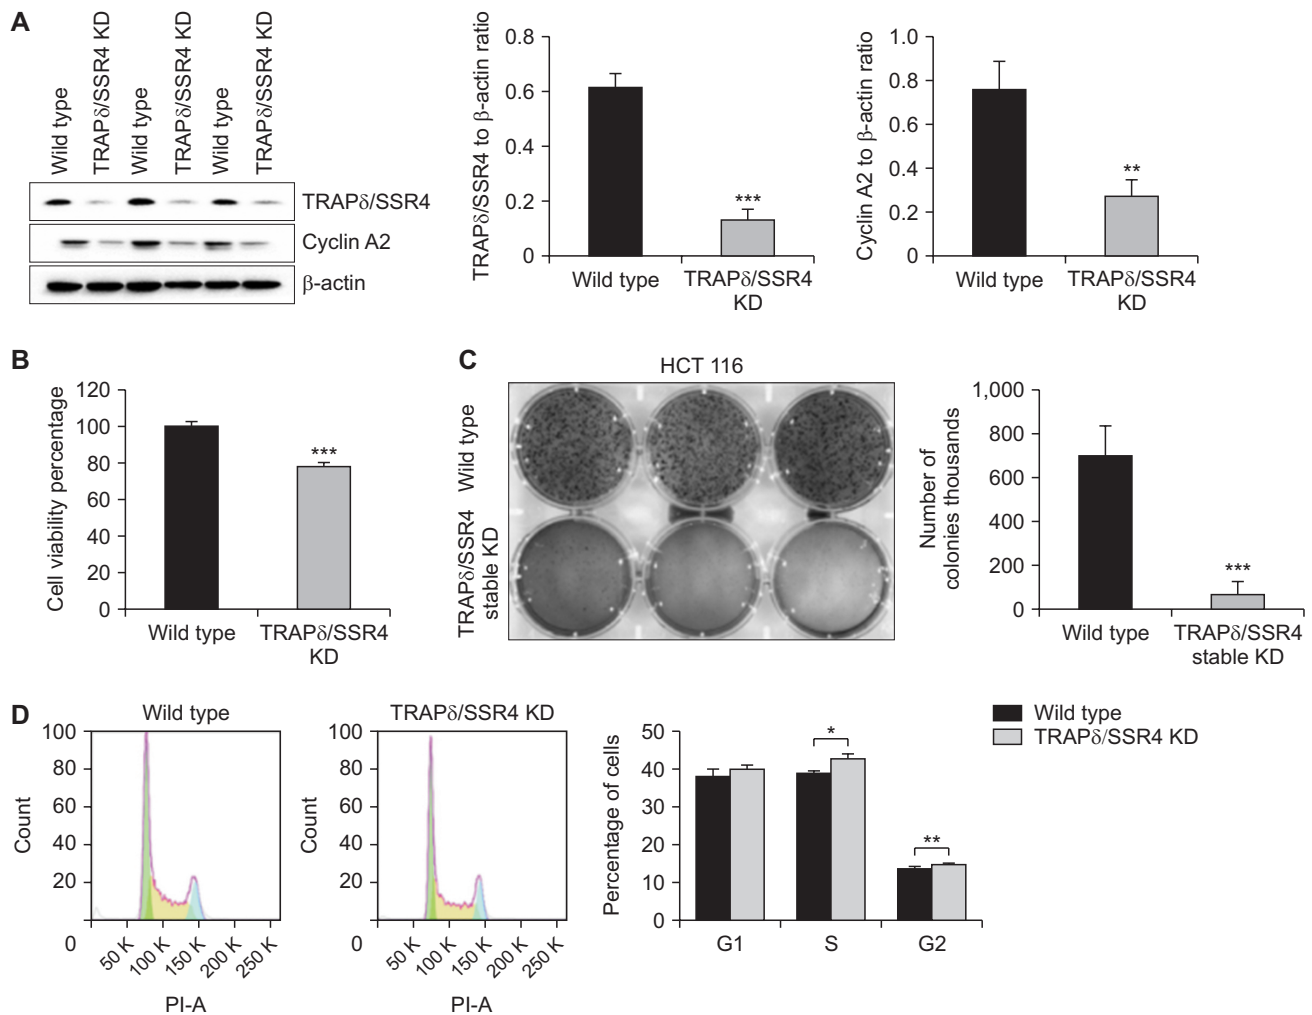 A
Wild type
TRAPδ/SSR4 KD
Wild type
TRAPδ/SSR4 KD
Wild type
TRAPδ/SSR4 KD
TRAPδ/SSR4
Cyclin A2
β-actin
TRAPδ/SSR4 to β-actin ratio
0.8
0.6
0.4
0.2
0
***
Wild type
TRAPδ/SSR4
KD
Cyclin A2 to β-actin ratio
1.0
0.8
0.6
0.4
0.2
0
**
Wild type
TRAPδ/SSR4
KD
B
Cell viability percentage
120
100
80
60
40
20
0
***
Wild type
TRAPδ/SSR4
KD
C
HCT 116
Wild type
TRAPδ/SSR4
stable KD
Number of
colonies thousands
1,000
800
600
400
200
0
***
Wild type
TRAPδ/SSR4
stable KD
D
Wild type
Count
100
80
60
40
20
0
50 K
100 K
150 K
200 K
250 K
PI-A
TRAPδ/SSR4 KD
Count
100
80
60
40
20
0
50 K
100 K
150 K
200 K
250 K
PI-A
Percentage of cells
50
40
30
20
10
0
*
**
G1
S
G2
Wild type
TRAPδ/SSR4 KD